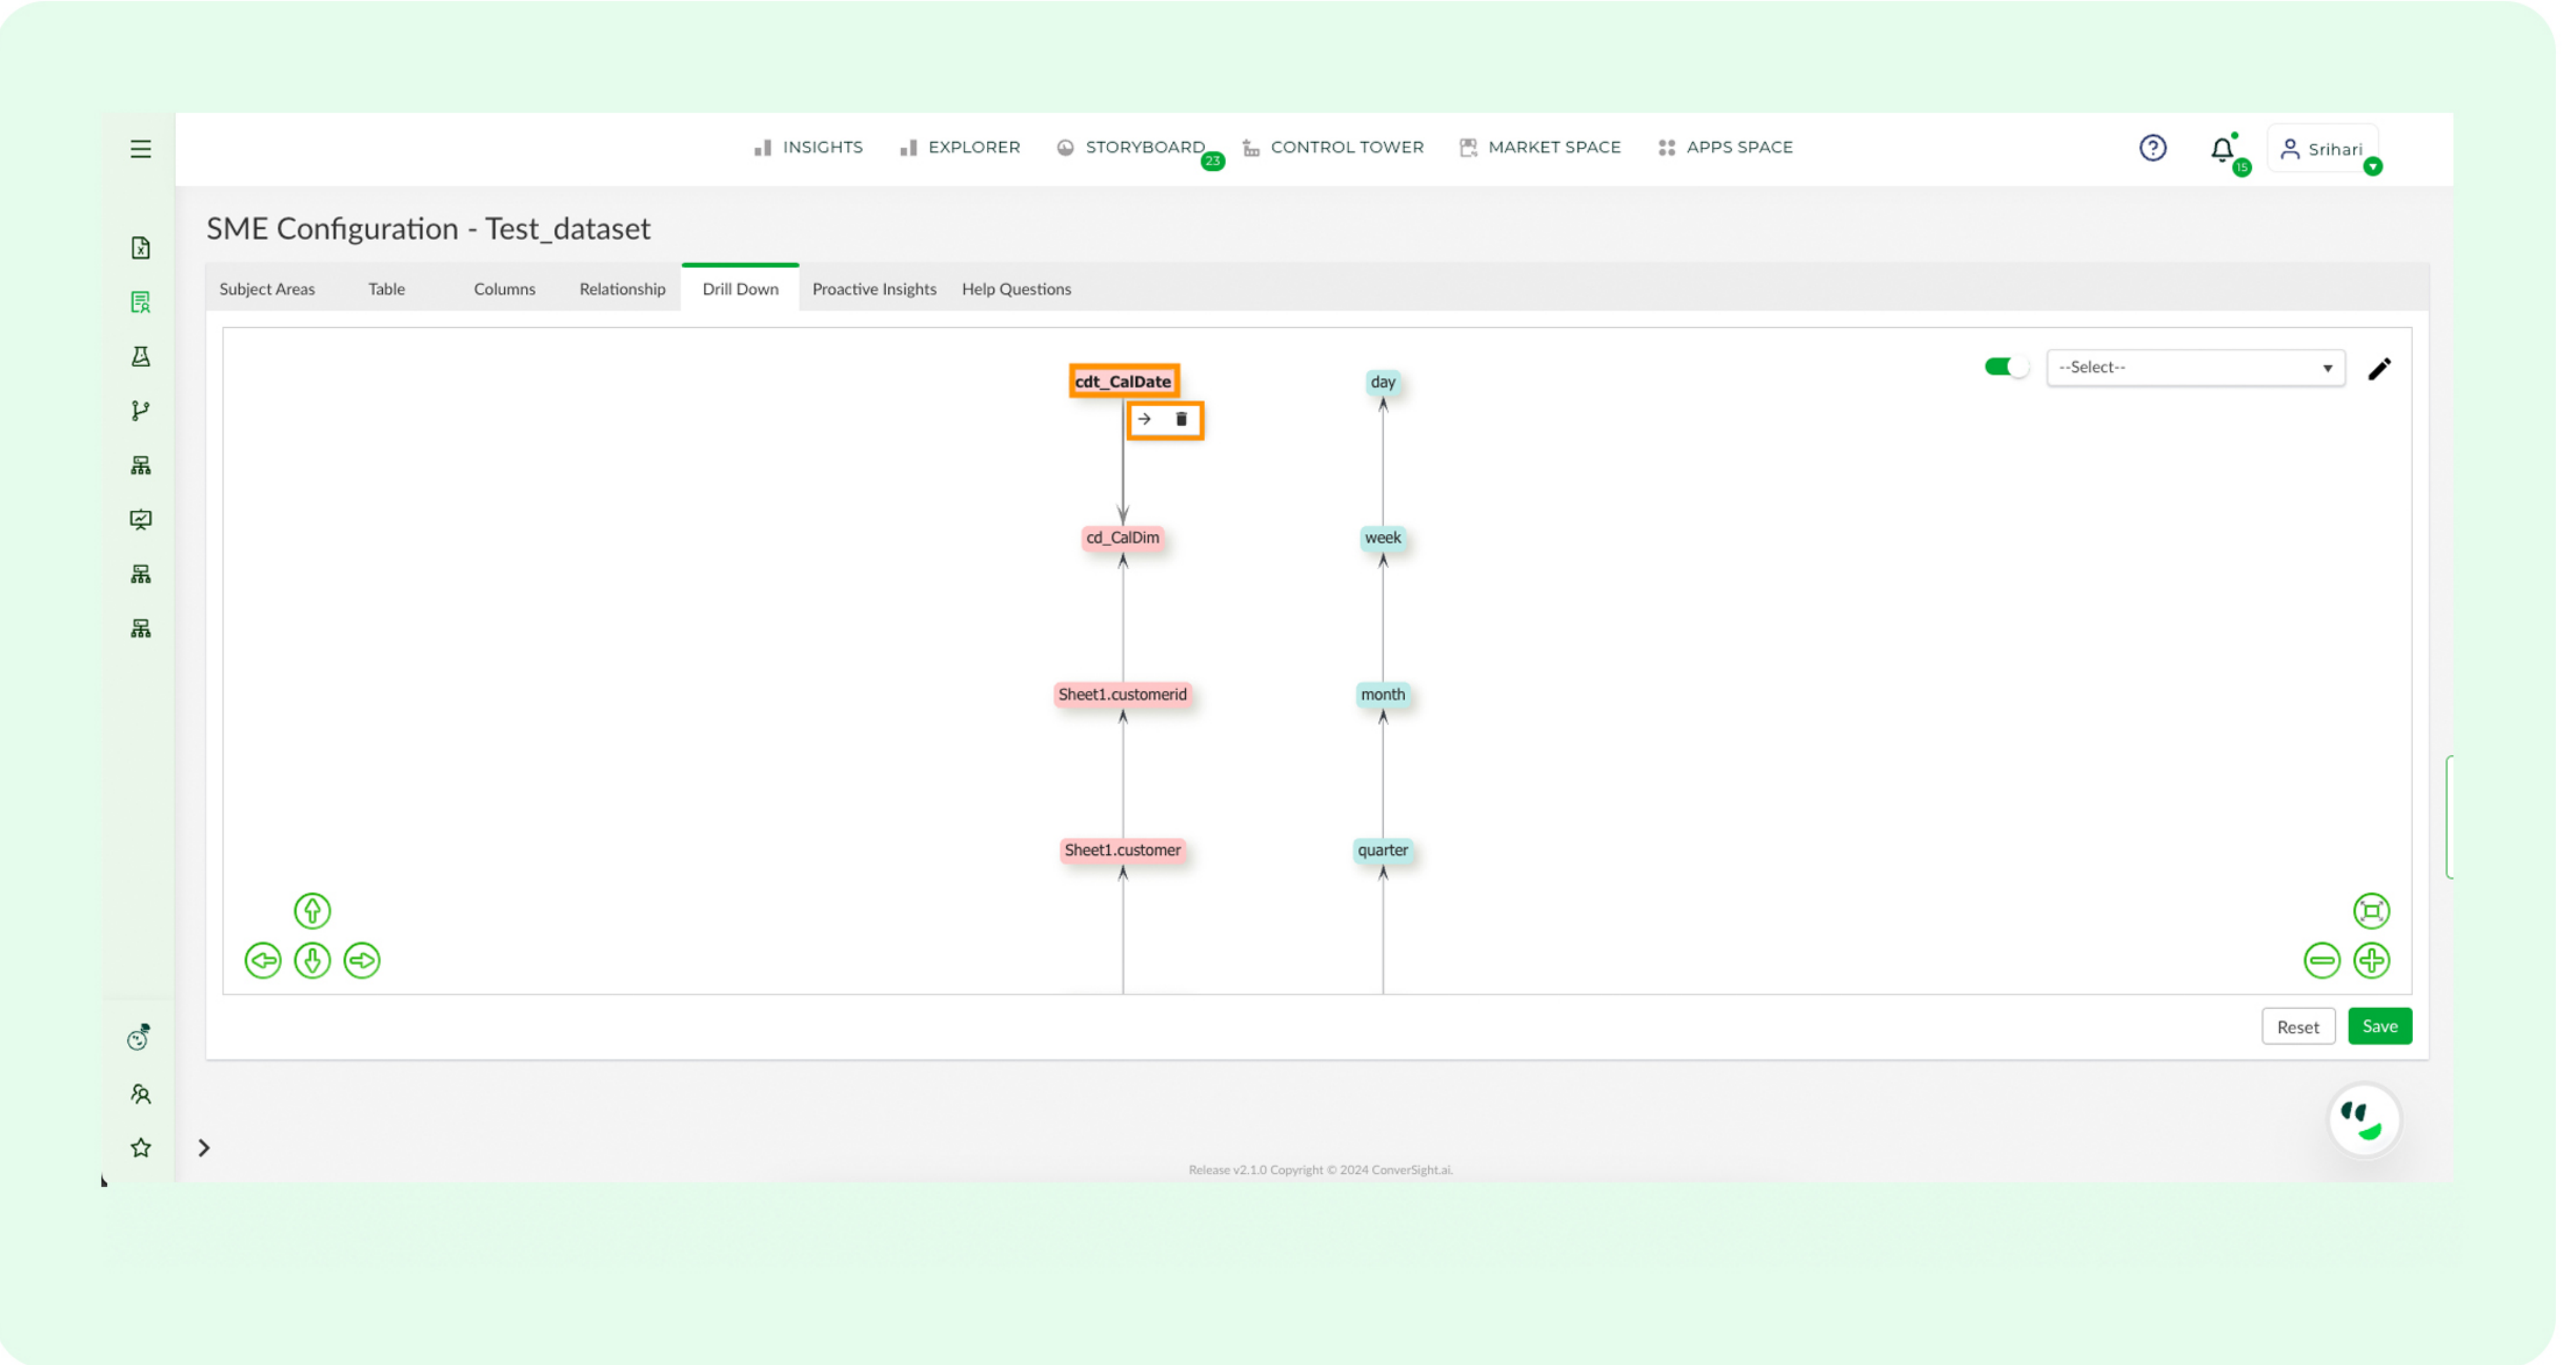 INSIGHTS
EXPLORER
STORYBOARD
23
CONTROL TOWER
MARKET SPACE
APPS SPACE
15
Srihari
SME Configuration - Test_dataset
Subject Areas
Table
Columns
Relationship
Drill Down
Proactive Insights
Help Questions
cdt_CalDate
day
--Select--
cd_CalDim
week
Sheet1.customerid
month
Sheet1.customer
quarter
Reset
Save
Release v2.1.0 Copyright © 2024 ConverSight.ai.